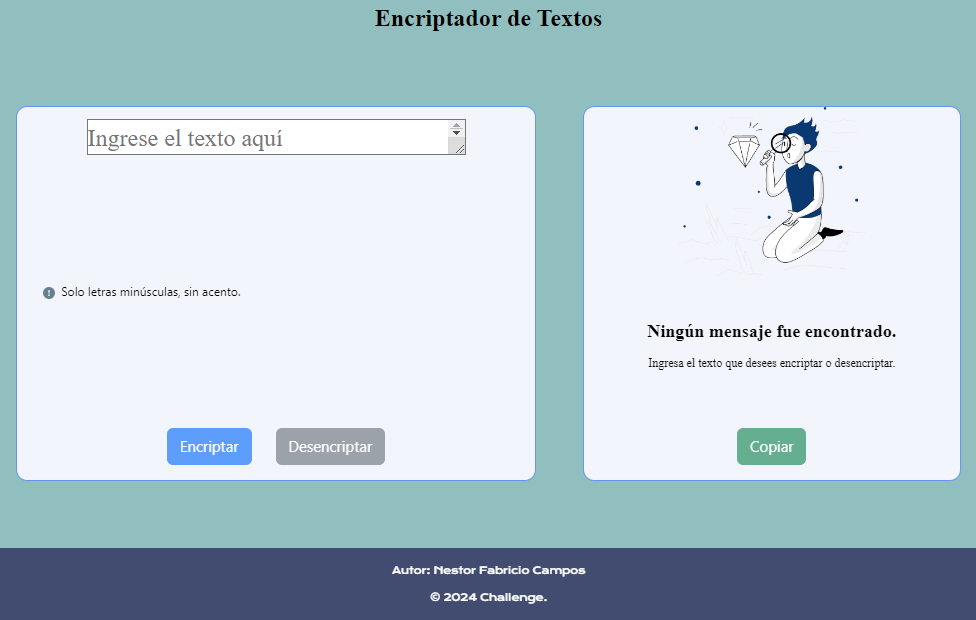 Encriptador de Textos
Ingrese el texto aquí
Solo letras minúsculas, sin acento.
Encriptar
Desencriptar
Ningún mensaje fue encontrado.
Ingresa el texto que desees encriptar o desencriptar.
Copiar
Autor: Nestor Fabricio Campos
© 2024 Challenge.